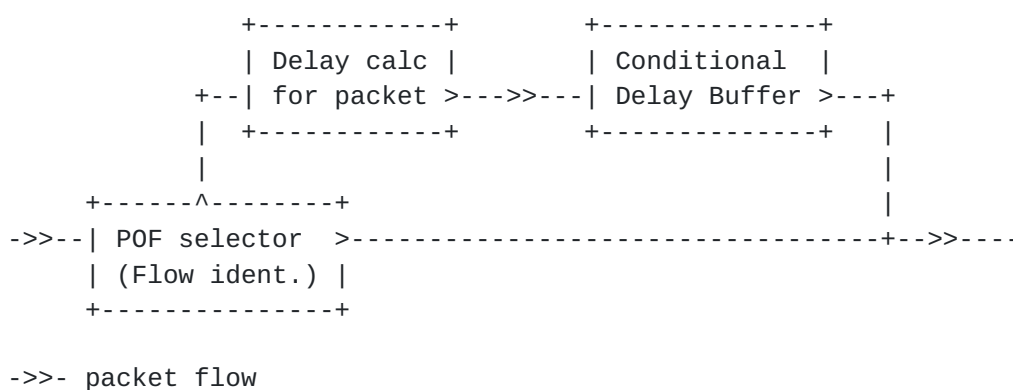 +------------+        +--------------+
               | Delay calc |        | Conditional  |
            +--| for packet >--->>---| Delay Buffer >---+
            |  +------------+        +--------------+   |
            |                                           |
     +------^--------+                                  |
->>--| POF selector  >----------------------------------+-->>----
     | (Flow ident.) |
     +---------------+

->>- packet flow